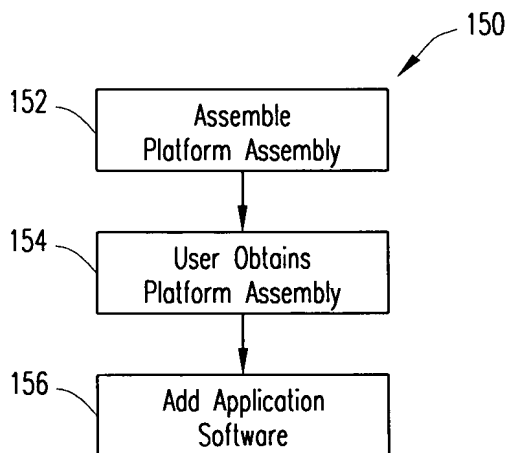 150
152
Assemble
Platform Assembly
154
User Obtains
Platform Assembly
156
Add Application
Software